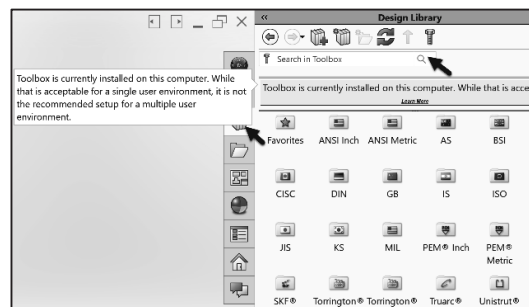 Design Library
Search in Toolbox
Toolbox is currently installed on this computer. While
that is acceptable for a single user environment, it is not
the recommended setup for a multiple user
environment.
Toolbox is currently installed on this computer. While that is acce
Learn More
Favorites ANSI Inch ANSI Metric AS BSI
CISC DIN GB IS ISO
JIS KS MIL PEM® Inch PEM®
Metric
SKF® Torrington® Torrington® Truarc® Unistrut®